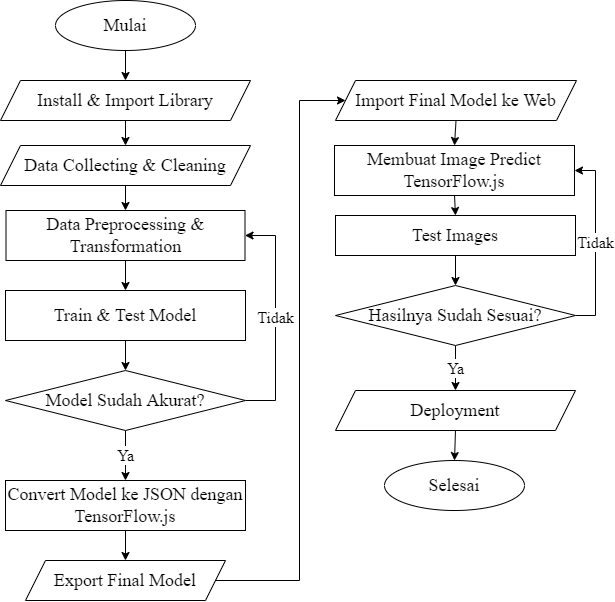 Mulai
Install & Import Library
Data Collecting & Cleaning
Data Preprocessing &
Transformation
Train & Test Model
Tidak
Model Sudah Akurat?
Ya
Convert Model ke JSON dengan
TensorFlow.js
Export Final Model
Import Final Model ke Web
Membuat Image Predict
TensorFlow.js
Test Images
Tidak
Hasilnya Sudah Sesuai?
Ya
Deployment
Selesai